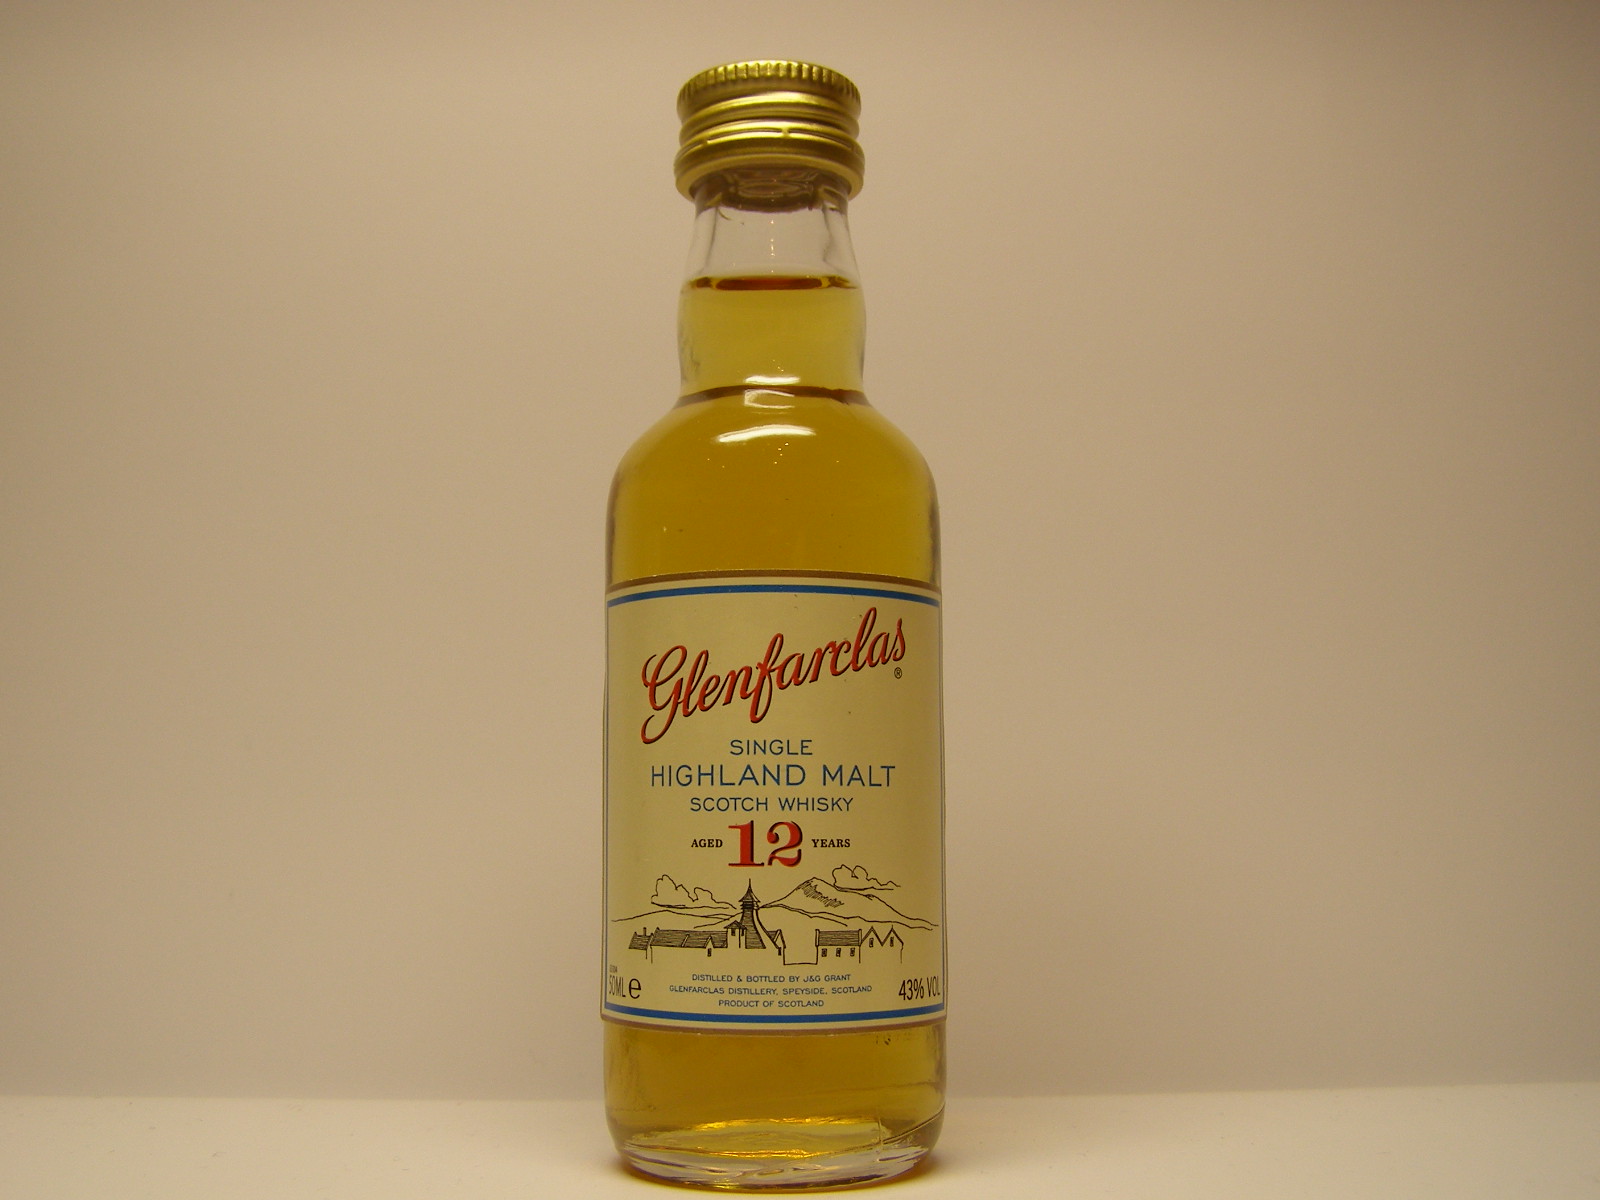 Glenfarclas ®
SINGLE
HIGHLAND MALT
SCOTCH WHISKY
AGED 12 YEARS
50ML e
DISTILLED & BOTTLED BY J&G GRANT
GLENFARCLAS DISTILLERY, SPEYSIDE, SCOTLAND
PRODUCT OF SCOTLAND
43% VOL